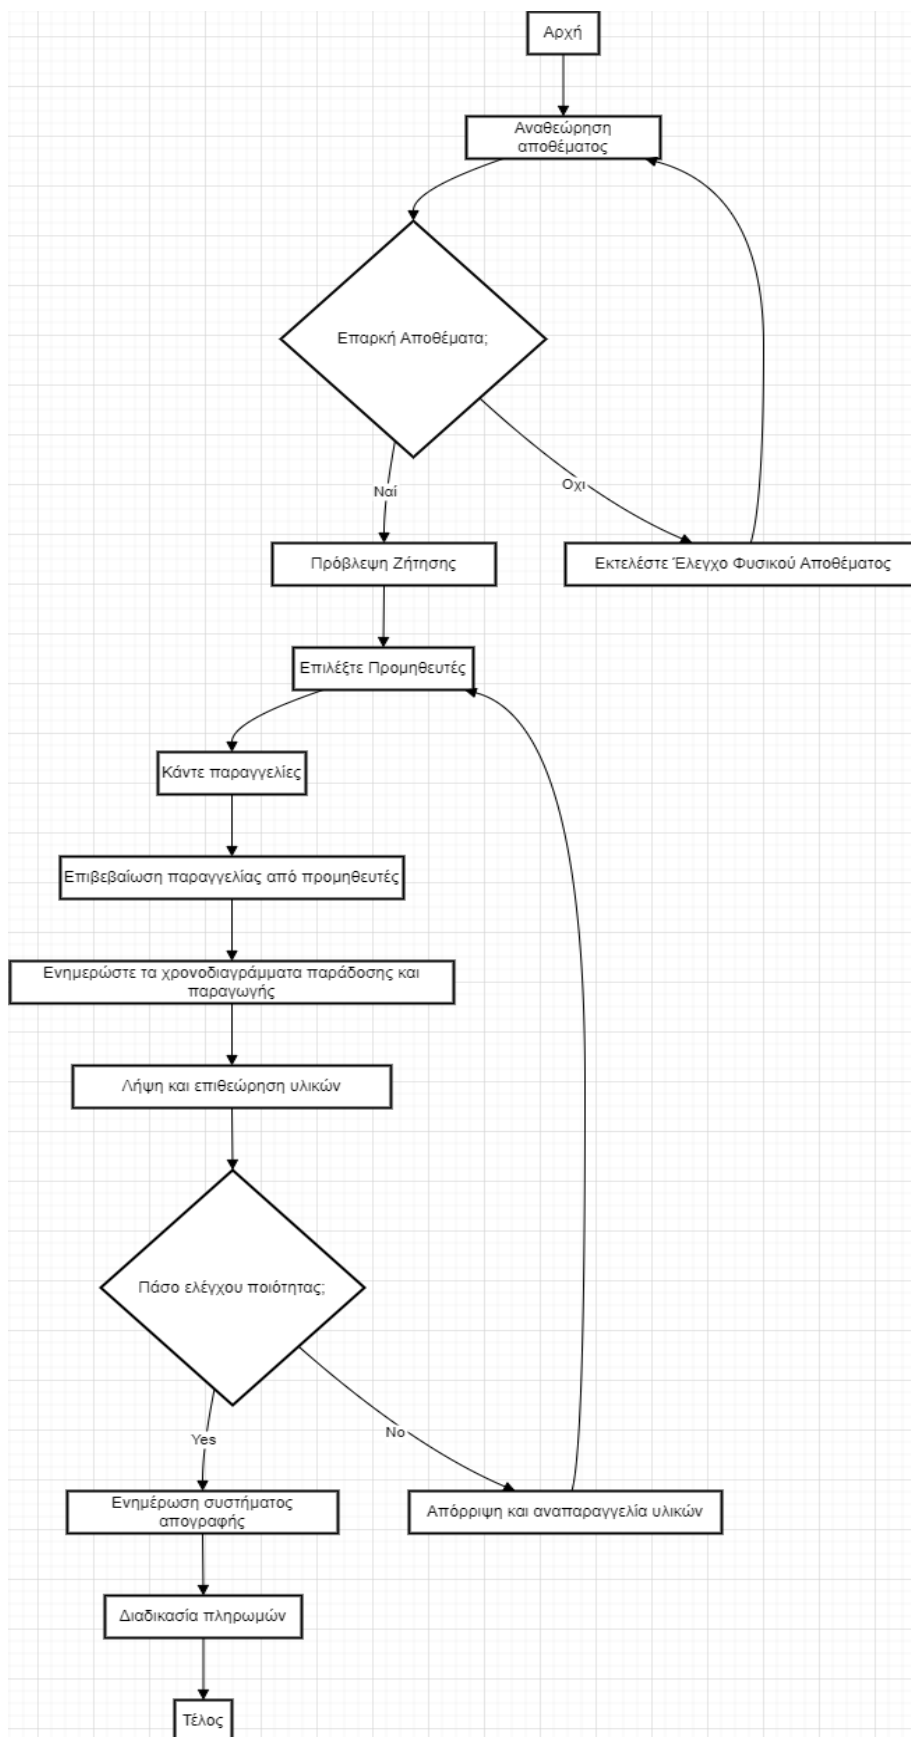 Αρχή
Αναθεώρηση
αποθέματος
Επαρκή Αποθέματα;
Ναί
Οχι
Πρόβλεψη Ζήτησης
Εκτελέστε Έλεγχο Φυσικού Αποθέματος
Επιλέξτε Προμηθευτές
Κάντε παραγγελίες
Επιβεβαίωση παραγγελίας από προμηθευτές
Ενημερώστε τα χρονοδιαγράμματα παράδοσης και
παραγωγής
Λήψη και επιθεώρηση υλικών
Πάσο ελέγχου ποιότητας;
Yes
No
Ενημέρωση συστήματος
απογραφής
Απόρριψη και αναπαραγγελία υλικών
Διαδικασία πληρωμών
Τέλος